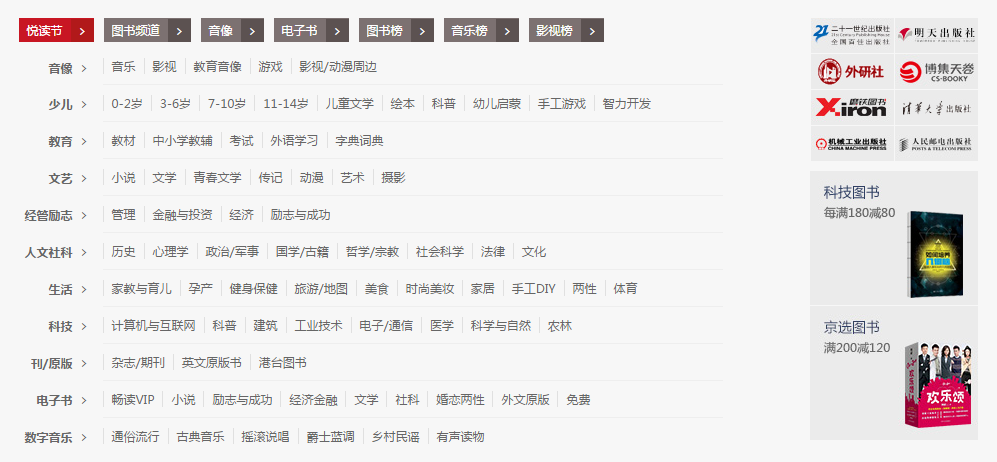 悦读节 > 图书频道 > 音像 > 电子书 > 图书榜 > 音乐榜 > 影视榜 >
音像 > 音乐 影视 教育音像 游戏 影视/动漫周边
少儿 > 0-2岁 3-6岁 7-10岁 11-14岁 儿童文学 绘本 科普 幼儿启蒙 手工游戏 智力开发
教育 > 教材 中小学教辅 考试 外语学习 字典词典
文艺 > 小说 文学 青春文学 传记 动漫 艺术 摄影
经管励志 > 管理 金融与投资 经济 励志与成功
人文社科 > 历史 心理学 政治/军事 国学/古籍 哲学/宗教 社会科学 法律 文化
生活 > 家教与育儿 孕产 健身保健 旅游/地图 美食 时尚美妆 家居 手工DIY 两性 体育
科技 > 计算机与互联网 科普 建筑 工业技术 电子/通信 医学 科学与自然 农林
刊/原版 > 杂志/期刊 英文原版书 港台图书
电子书 > 畅读VIP 小说 励志与成功 经济金融 文学 社科 婚恋两性 外文原版 免费
数字音乐 > 通俗流行 古典音乐 摇滚说唱 爵士蓝调 乡村民谣 有声读物
二十一世纪出版社
21st Century Publishing House
全国百佳出版社
明天出版社
外研社
博集天卷
CS-BOOKY
磨铁图书
Xiron
清华大学出版社
机械工业出版社
CHINA MACHINE PRESS
人民邮电出版社
POSTS & TELECOM PRESS
科技图书
每满180减80
如何培养
几何感
京选图书
满200减120
欢乐颂